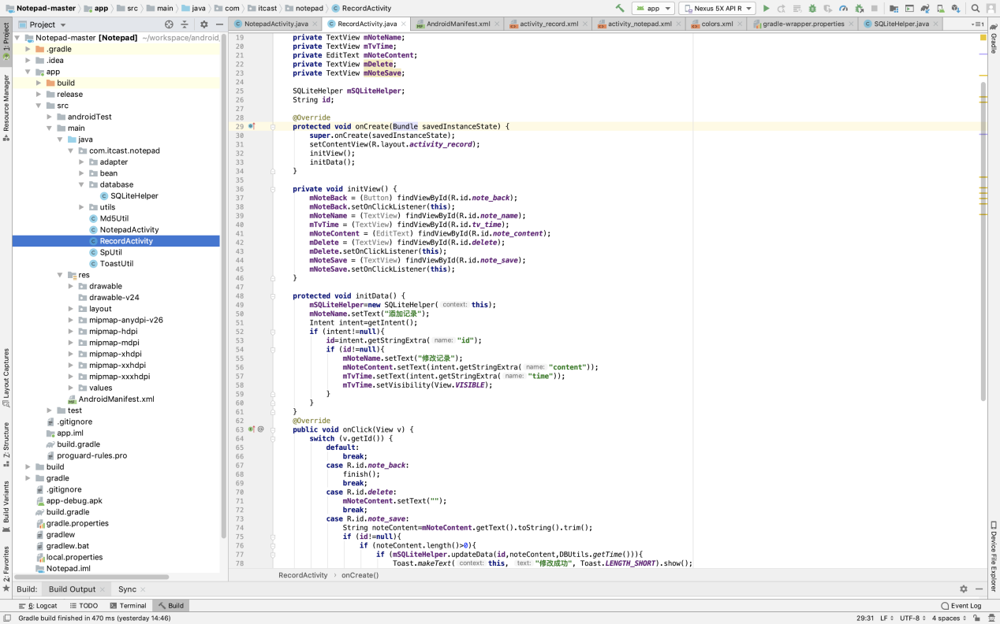 Notepad-master app src main java com itcast notepad RecordActivity app Nexus 5X API R
Project
NotepadActivity.java RecordActivity.java AndroidManifest.xml activity_record.xml activity_notepad.xml colors.xml gradle-wrapper.properties SQLiteHelper.java
Notepad-master [Notepad] ~/workspace/android
.gradle
.idea
app
build
release
src
androidTest
main
java
com.itcast.notepad
adapter
bean
database
SQLiteHelper
utils
Md5Util
NotepadActivity
RecordActivity
SpUtil
ToastUtil
res
drawable
drawable-v24
layout
mipmap-anydpi-v26
mipmap-hdpi
mipmap-mdpi
mipmap-xhdpi
mipmap-xxhdpi
mipmap-xxxhdpi
values
AndroidManifest.xml
test
.gitignore
app.iml
build.gradle
proguard-rules.pro
build
gradle
.gitignore
app-debug.apk
build.gradle
gradle.properties
gradlew
gradlew.bat
local.properties
Notepad.iml
1: Project
Resource Manager
Layout Captures
Z: Structure
Build Variants
2: Favorites
19 private TextView mNoteName;
20 private TextView mTvTime;
21 private EditText mNoteContent;
22 private TextView mDelete;
23 private TextView mNoteSave;
24
25 SQLiteHelper mSQLiteHelper;
26 String id;
27
28 @Override
29 protected void onCreate(Bundle savedInstanceState) {
30 super.onCreate(savedInstanceState);
31 setContentView(R.layout.activity_record);
32 initView();
33 initData();
34 }
35
36 private void initView() {
37 mNoteBack = (Button) findViewById(R.id.note_back);
38 mNoteBack.setOnClickListener(this);
39 mNoteName = (TextView) findViewById(R.id.note_name);
40 mTvTime = (TextView) findViewById(R.id.tv_time);
41 mNoteContent = (EditText) findViewById(R.id.note_content);
42 mDelete = (TextView) findViewById(R.id.delete);
43 mDelete.setOnClickListener(this);
44 mNoteSave = (TextView) findViewById(R.id.note_save);
45 mNoteSave.setOnClickListener(this);
46 }
47
48 protected void initData() {
49 mSQLiteHelper=new SQLiteHelper( context: this);
50 mNoteName.setText("添加记录");
51 Intent intent=getIntent();
52 if (intent!=null){
53 id=intent.getStringExtra( name: "id");
54 if (id!=null){
55 mNoteName.setText("修改记录");
56 mNoteContent.setText(intent.getStringExtra( name: "content"));
57 mTvTime.setText(intent.getStringExtra( name: "time"));
58 mTvTime.setVisibility(View.VISIBLE);
59 }
60 }
61 }
62 @Override
63 @ public void onClick(View v) {
64 switch (v.getId()) {
65 default:
66 break;
67 case R.id.note_back:
68 finish();
69 break;
70 case R.id.delete:
71 mNoteContent.setText("");
72 break;
73 case R.id.note_save:
74 String noteContent=mNoteContent.getText().toString().trim();
75 if (id!=null){
76 if (noteContent.length()>0){
77 if (mSQLiteHelper.updateData(id,noteContent,DBUtils.getTime())){
78 Toast.makeText( context: this, text: "修改成功", Toast.LENGTH_SHORT).show();
RecordActivity › onCreate()
Gradle
Device File Explorer
Build: Build Output Sync
6: Logcat TODO Terminal Build Event Log
Gradle build finished in 470 ms (yesterday 14:46) 29:31 LF UTF-8 4 spaces